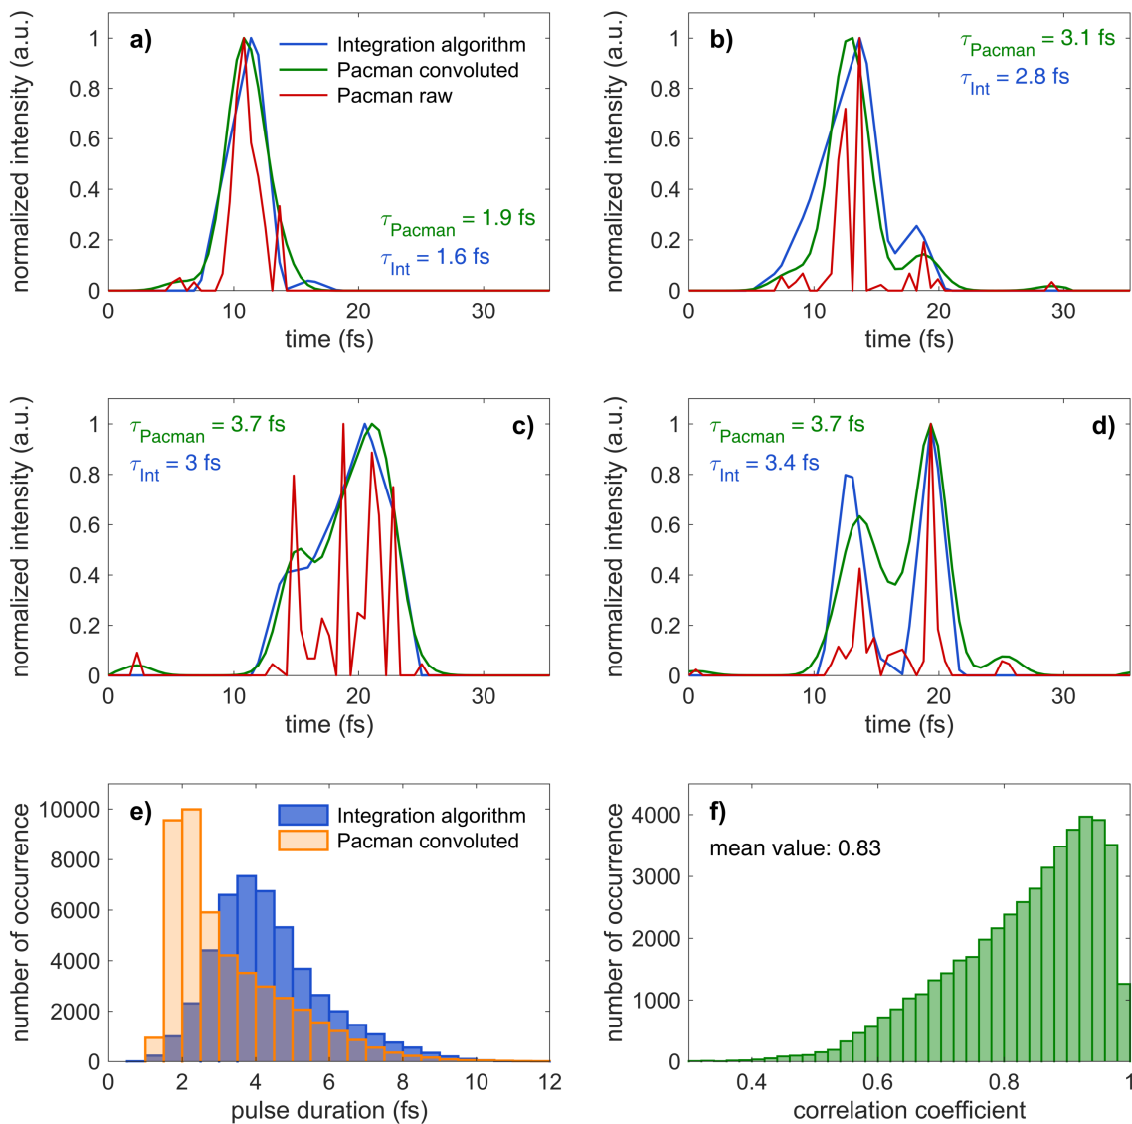 a)
Integration algorithm
Pacman convoluted
Pacman raw
τPacman = 1.9 fs
τInt = 1.6 fs
normalized intensity (a.u.)
1
0.8
0.6
0.4
0.2
0
0 10 20 30
time (fs)
b)
τPacman = 3.1 fs
τInt = 2.8 fs
normalized intensity (a.u.)
1
0.8
0.6
0.4
0.2
0
0 10 20 30
time (fs)
τPacman = 3.7 fs
τInt = 3 fs
c)
normalized intensity (a.u.)
1
0.8
0.6
0.4
0.2
0
0 10 20 30
time (fs)
τPacman = 3.7 fs
τInt = 3.4 fs
d)
normalized intensity (a.u.)
1
0.8
0.6
0.4
0.2
0
0 10 20 30
time (fs)
e)
Integration algorithm
Pacman convoluted
number of occurrence
10000
8000
6000
4000
2000
0
0 2 4 6 8 10 12
pulse duration (fs)
f)
mean value: 0.83
number of occurrence
4000
3000
2000
1000
0
0.4 0.6 0.8 1
correlation coefficient